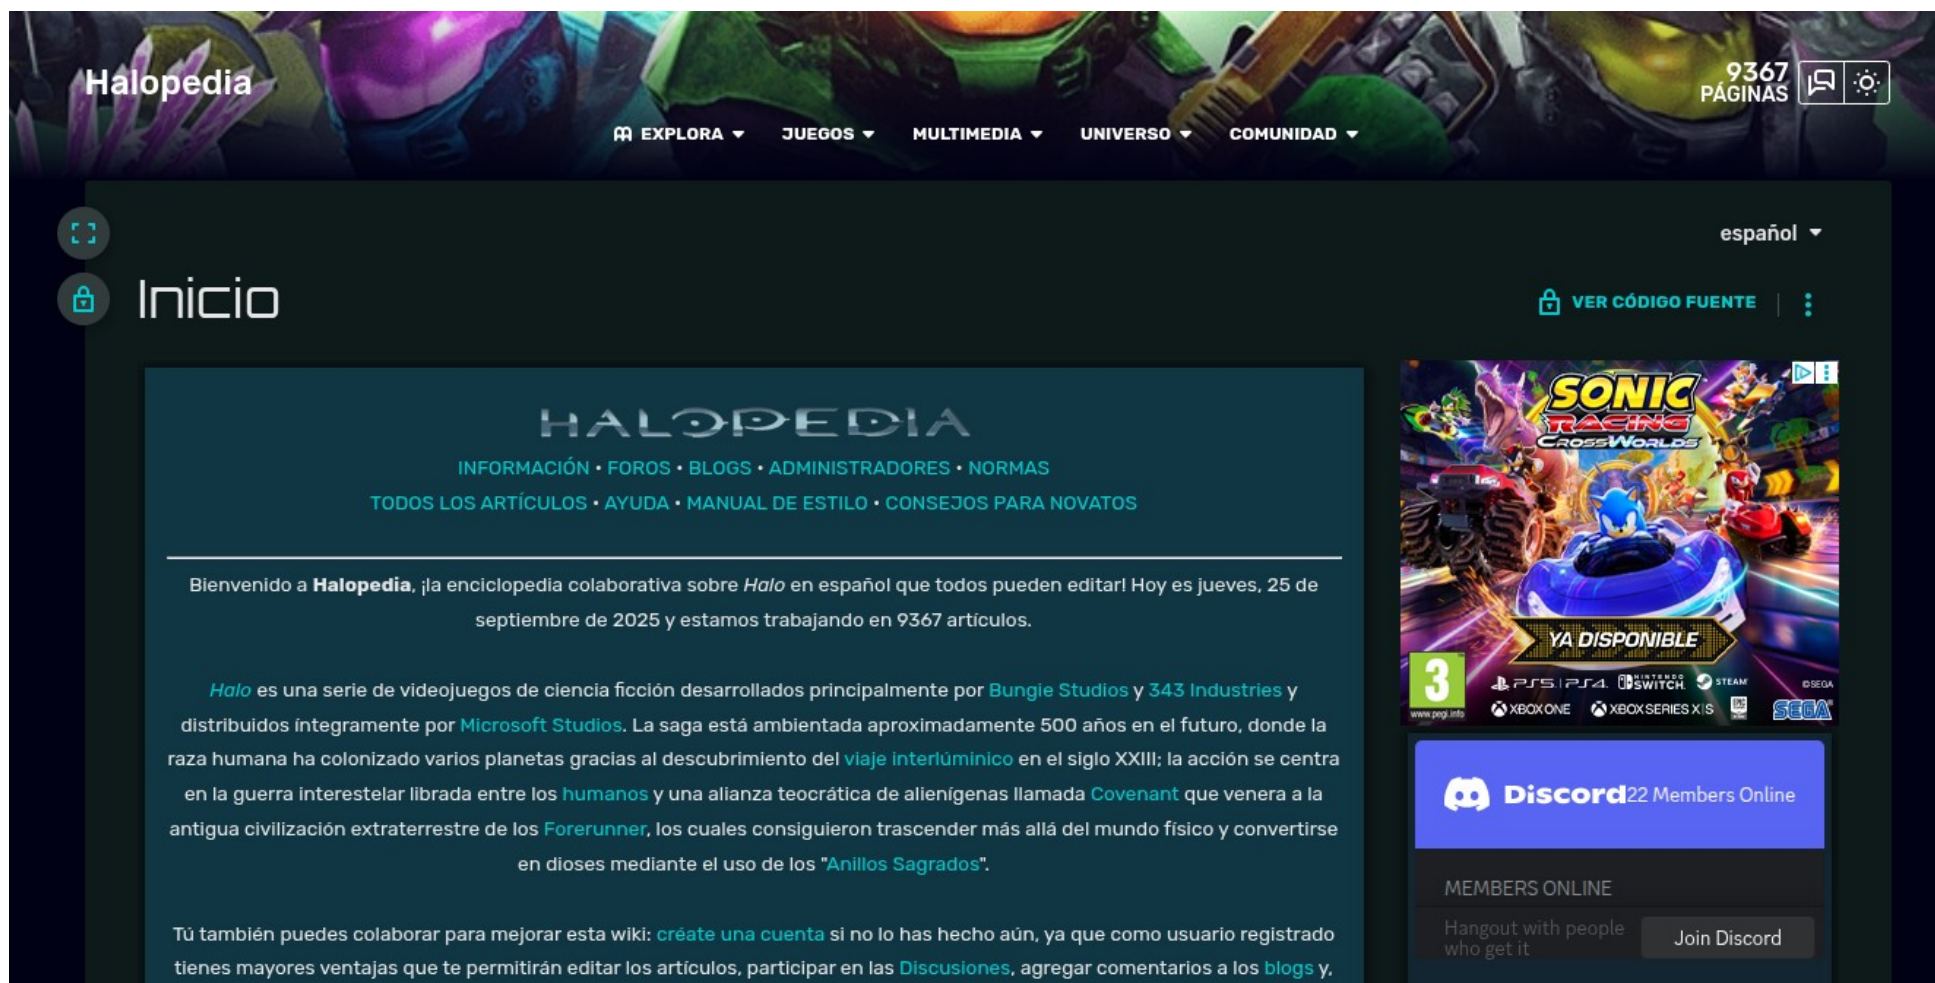 Halopedia
9367
PÁGINAS
EXPLORA
JUEGOS
MULTIMEDIA
UNIVERSO
COMUNIDAD
español
Inicio
VER CÓDIGO FUENTE
HALOPEDIA
INFORMACIÓN • FOROS • BLOGS • ADMINISTRADORES • NORMAS
TODOS LOS ARTÍCULOS • AYUDA • MANUAL DE ESTILO • CONSEJOS PARA NOVATOS
Bienvenido a Halopedia, ¡la enciclopedia colaborativa sobre Halo en español que todos pueden editar! Hoy es jueves, 25 de
septiembre de 2025 y estamos trabajando en 9367 artículos.
Halo es una serie de videojuegos de ciencia ficción desarrollados principalmente por Bungie Studios y 343 Industries y
distribuidos íntegramente por Microsoft Studios. La saga está ambientada aproximadamente 500 años en el futuro, donde la
raza humana ha colonizado varios planetas gracias al descubrimiento del viaje interlúminico en el siglo XXIII; la acción se centra
en la guerra interestelar librada entre los humanos y una alianza teocrática de alienígenas llamada Covenant que venera a la
antigua civilización extraterrestre de los Forerunner, los cuales consiguieron trascender más allá del mundo físico y convertirse
en dioses mediante el uso de los "Anillos Sagrados".
Tú también puedes colaborar para mejorar esta wiki: créate una cuenta si no lo has hecho aún, ya que como usuario registrado
tienes mayores ventajas que te permitirán editar los artículos, participar en las Discusiones, agregar comentarios a los blogs y,
SONIC
RACING
CROSSWORLDS
YA DISPONIBLE
3
www.pegi.info
PS5 | PS4 NINTENDO SWITCH STEAM ©SEGA
XBOX ONE XBOX SERIES X|S SEGA
Discord 22 Members Online
MEMBERS ONLINE
Hangout with people
who get it
Join Discord